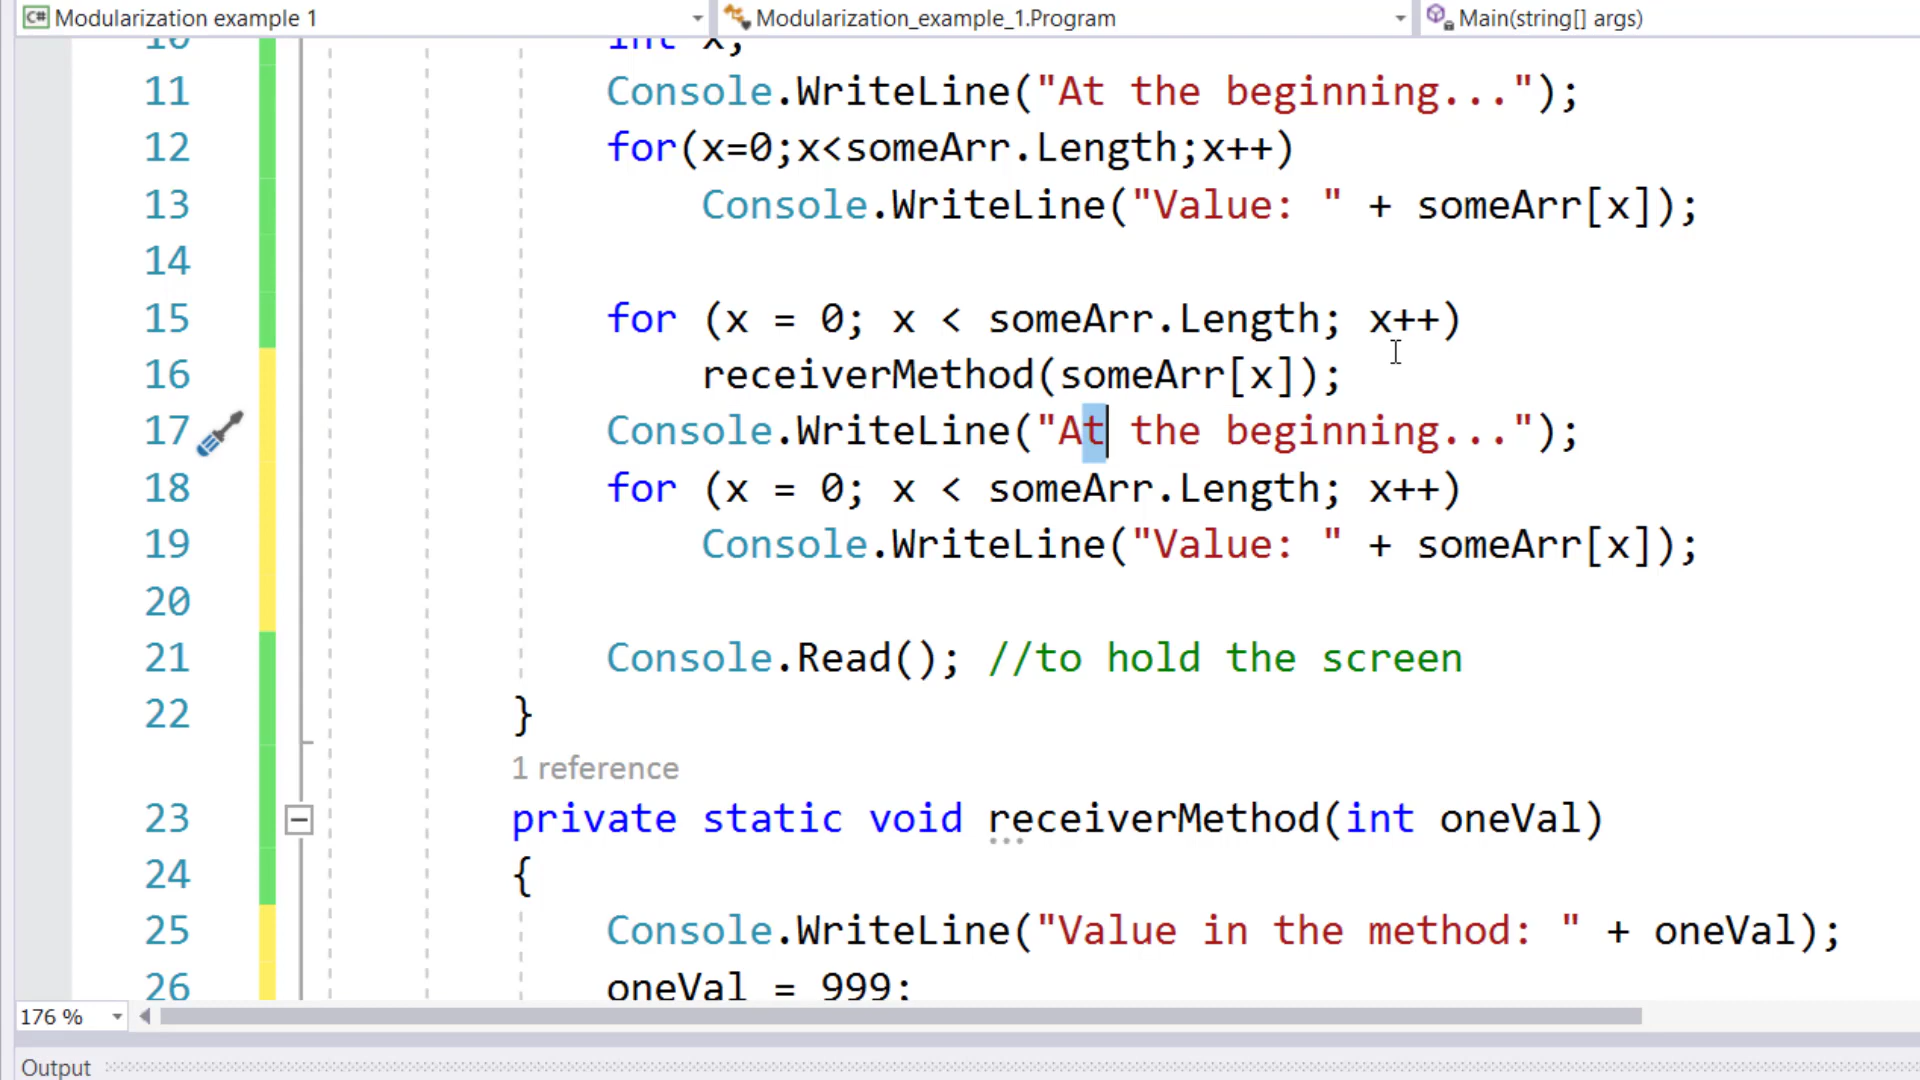 C# Modularization example 1
Modularization_example_1.Program
Main(string[] args)
10 int x;
11 Console.WriteLine("At the beginning...");
12 for(x=0;x<someArr.Length;x++)
13 Console.WriteLine("Value: " + someArr[x]);
14
15 for (x = 0; x < someArr.Length; x++)
16 receiverMethod(someArr[x]);
17 Console.WriteLine("At the beginning...");
18 for (x = 0; x < someArr.Length; x++)
19 Console.WriteLine("Value: " + someArr[x]);
20
21 Console.Read(); //to hold the screen
22 }
1 reference
23 private static void receiverMethod(int oneVal)
24 {
25 Console.WriteLine("Value in the method: " + oneVal);
26 oneVal = 999;
176 %
Output